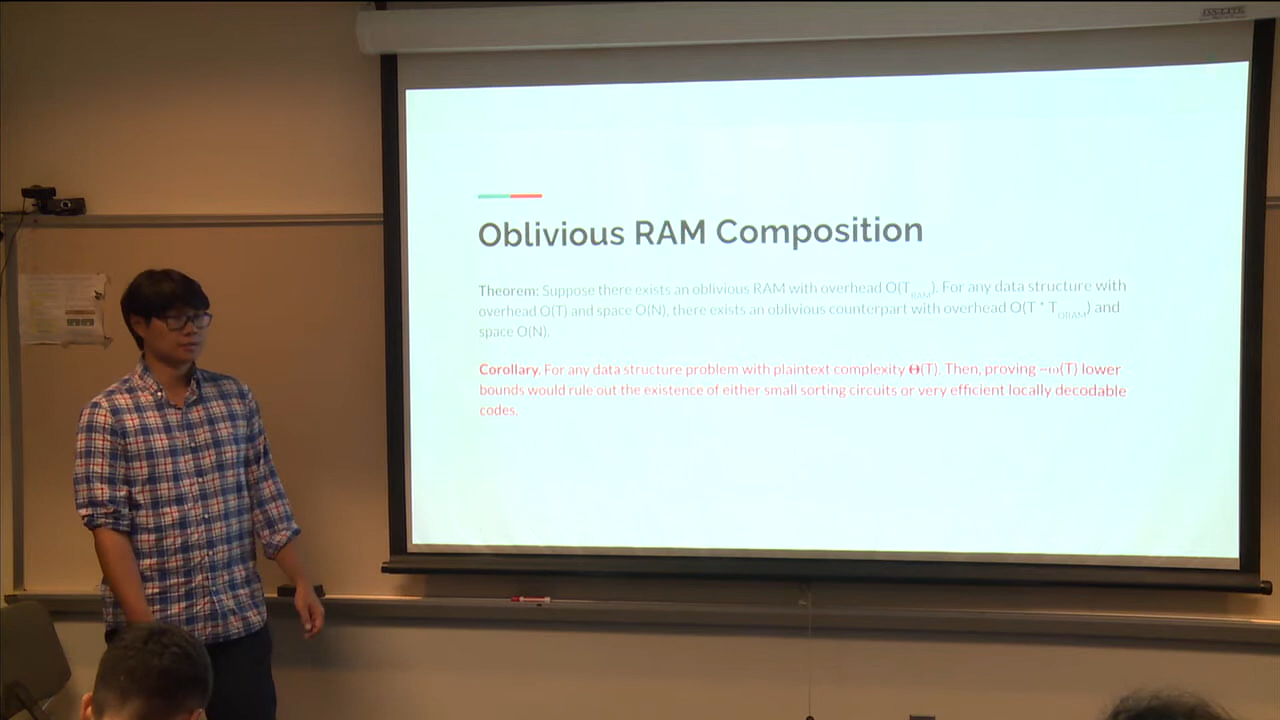 Oblivious RAM Composition
Theorem: Suppose there exists an oblivious RAM with overhead O(T_RAM). For any data structure with
overhead O(T) and space O(N), there exists an oblivious counterpart with overhead O(T * T_ORAM) and
space O(N).
Corollary. For any data structure problem with plaintext complexity Θ(T). Then, proving ~ω(T) lower
bounds would rule out the existence of either small sorting circuits or very efficient locally decodable
codes.